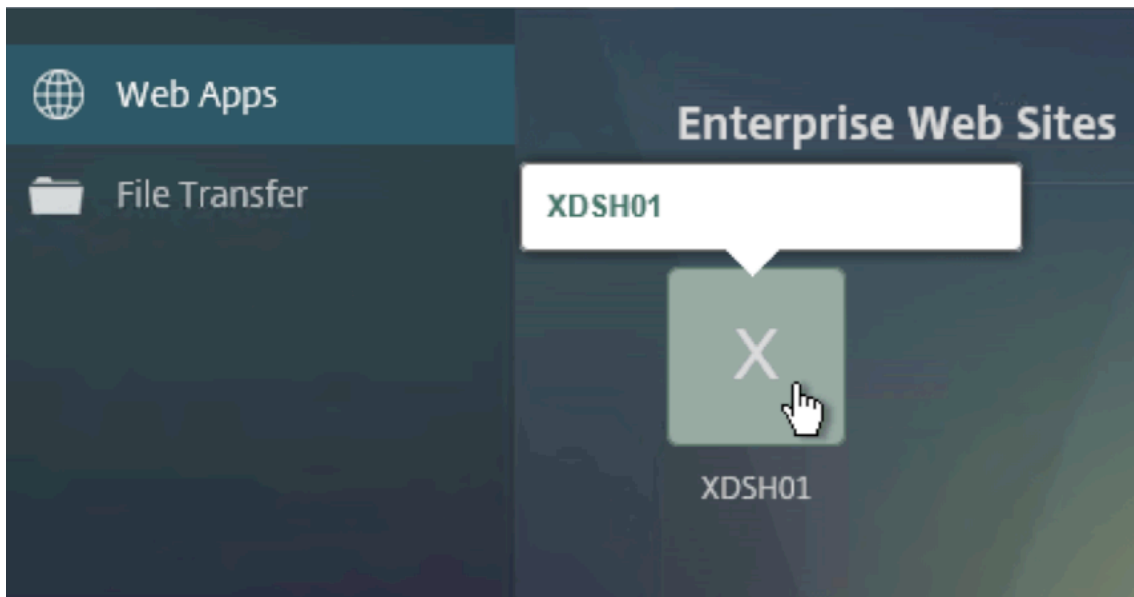 Web Apps
File Transfer
Enterprise Web Sites
XDSH01
X
XDSH01